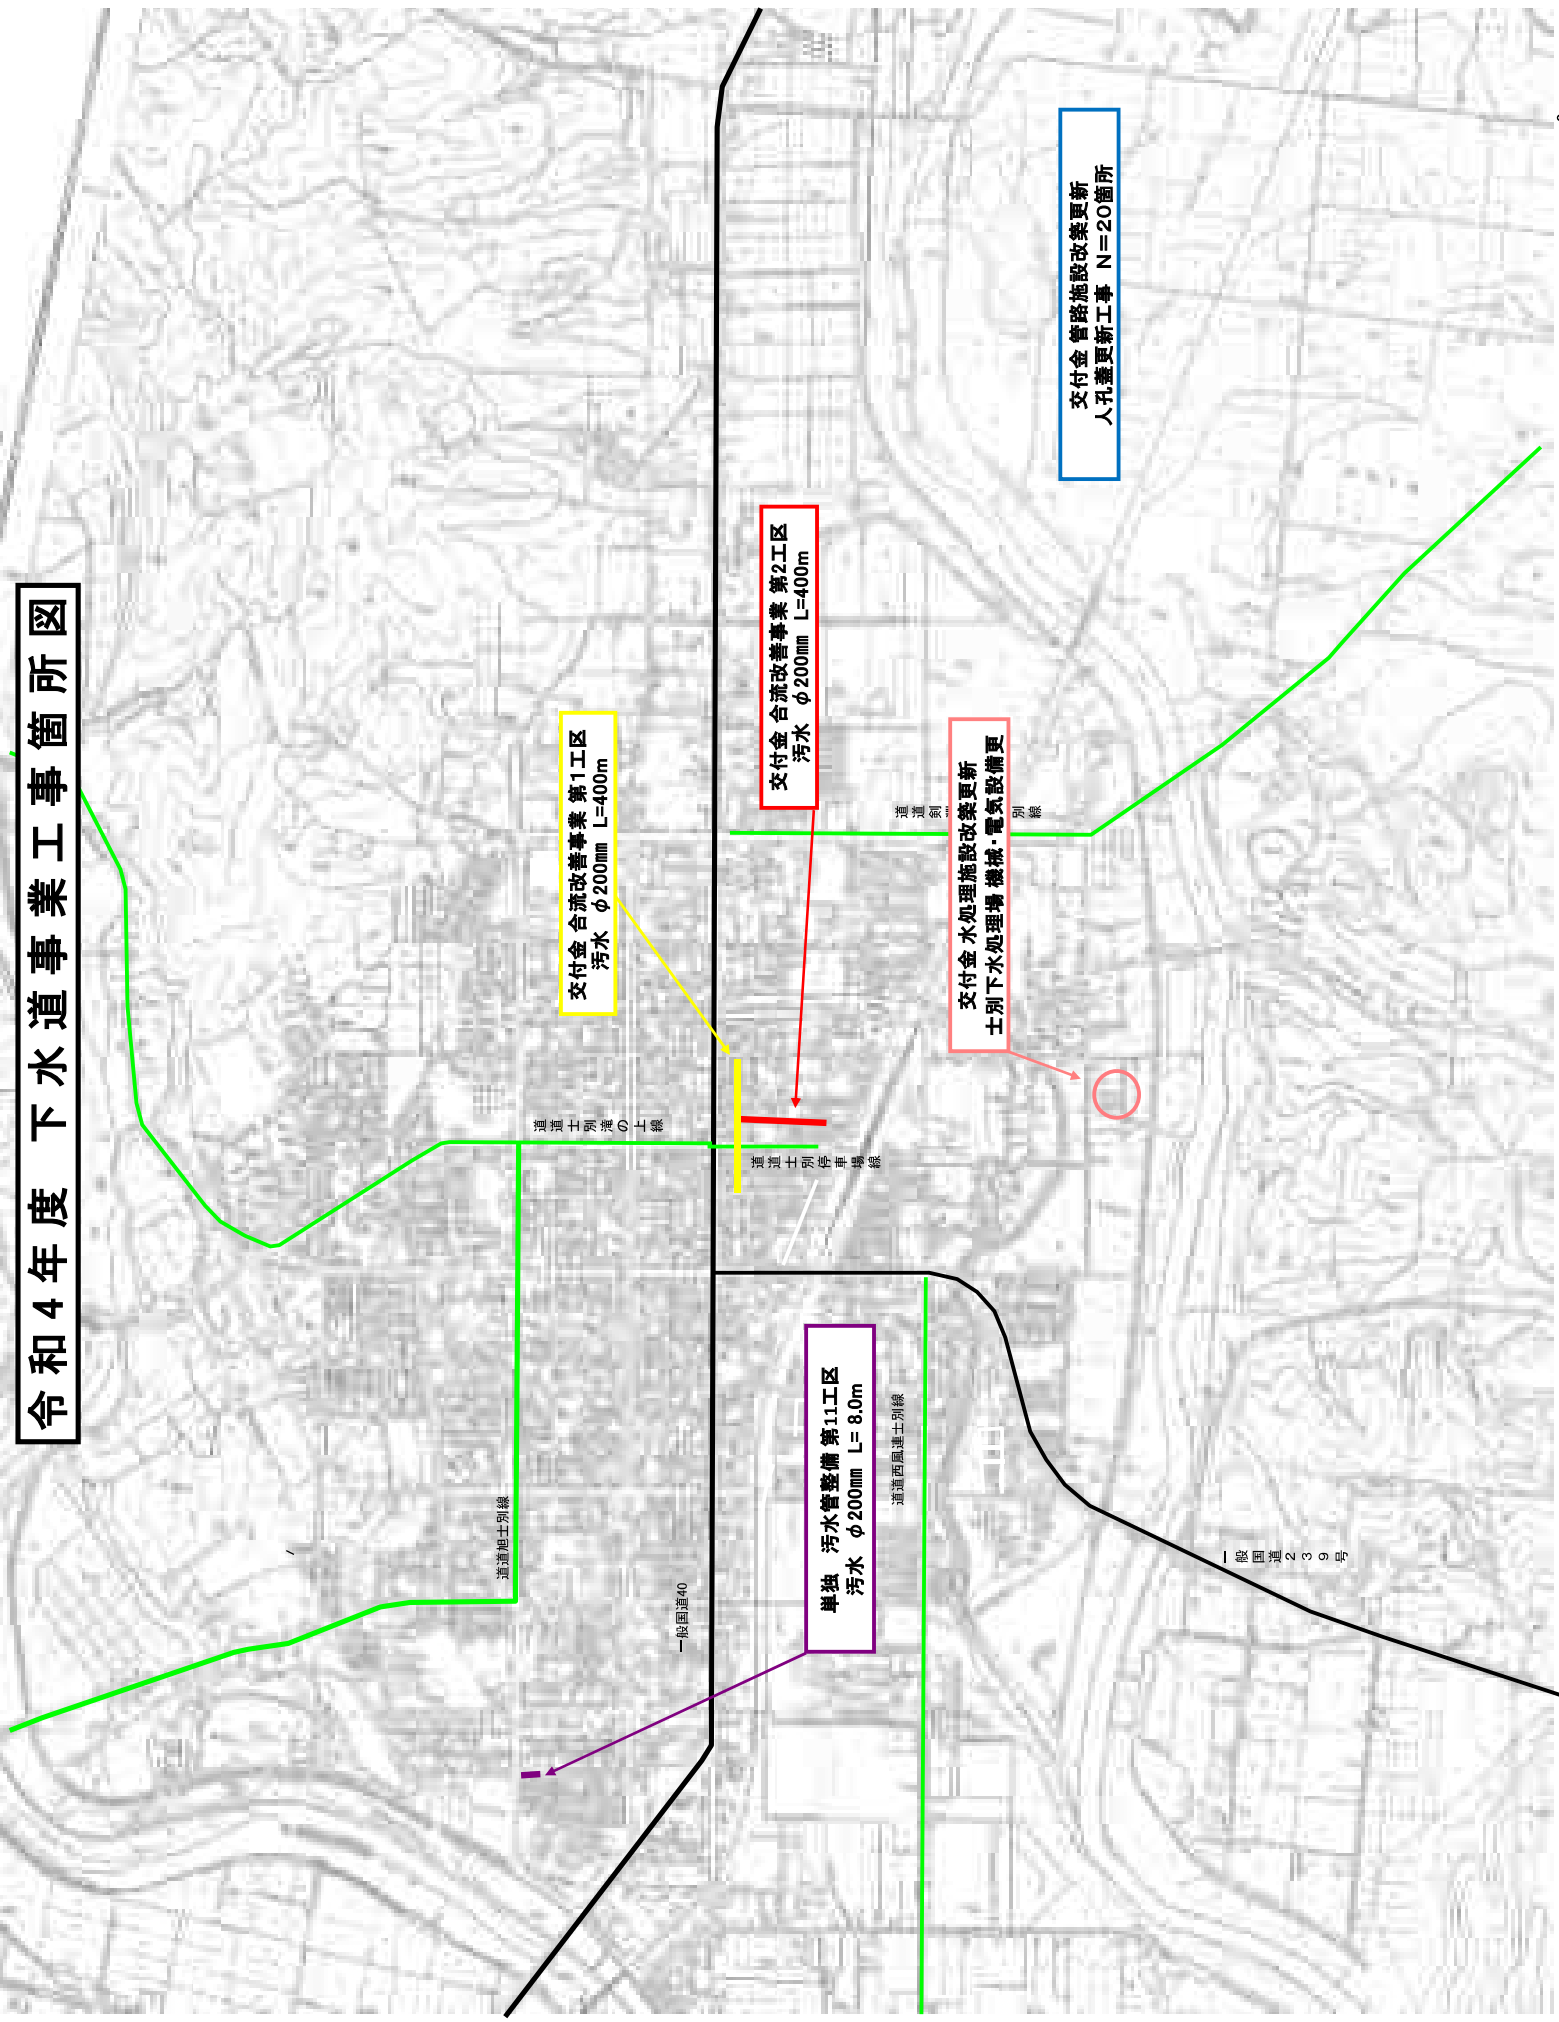 令和4年度 下水道事業工事箇所図
交付金 合流改善事業 第1工区
汚水 φ200mm L=400m
交付金 合流改善事業 第2工区
汚水 φ200mm L=400m
交付金 管路施設改築更新
人孔蓋更新工事 N=20箇所
交付金 水処理施設改築更新
士別下水処理場 機械・電気設備更
単独 汚水管整備 第11工区
汚水 φ200mm L= 8.0m
道道士別滝の上線
道道士別停車場線
道道剣
別線
道道旭士別線
一般国道40
道道西風連士別線
一般国道239号